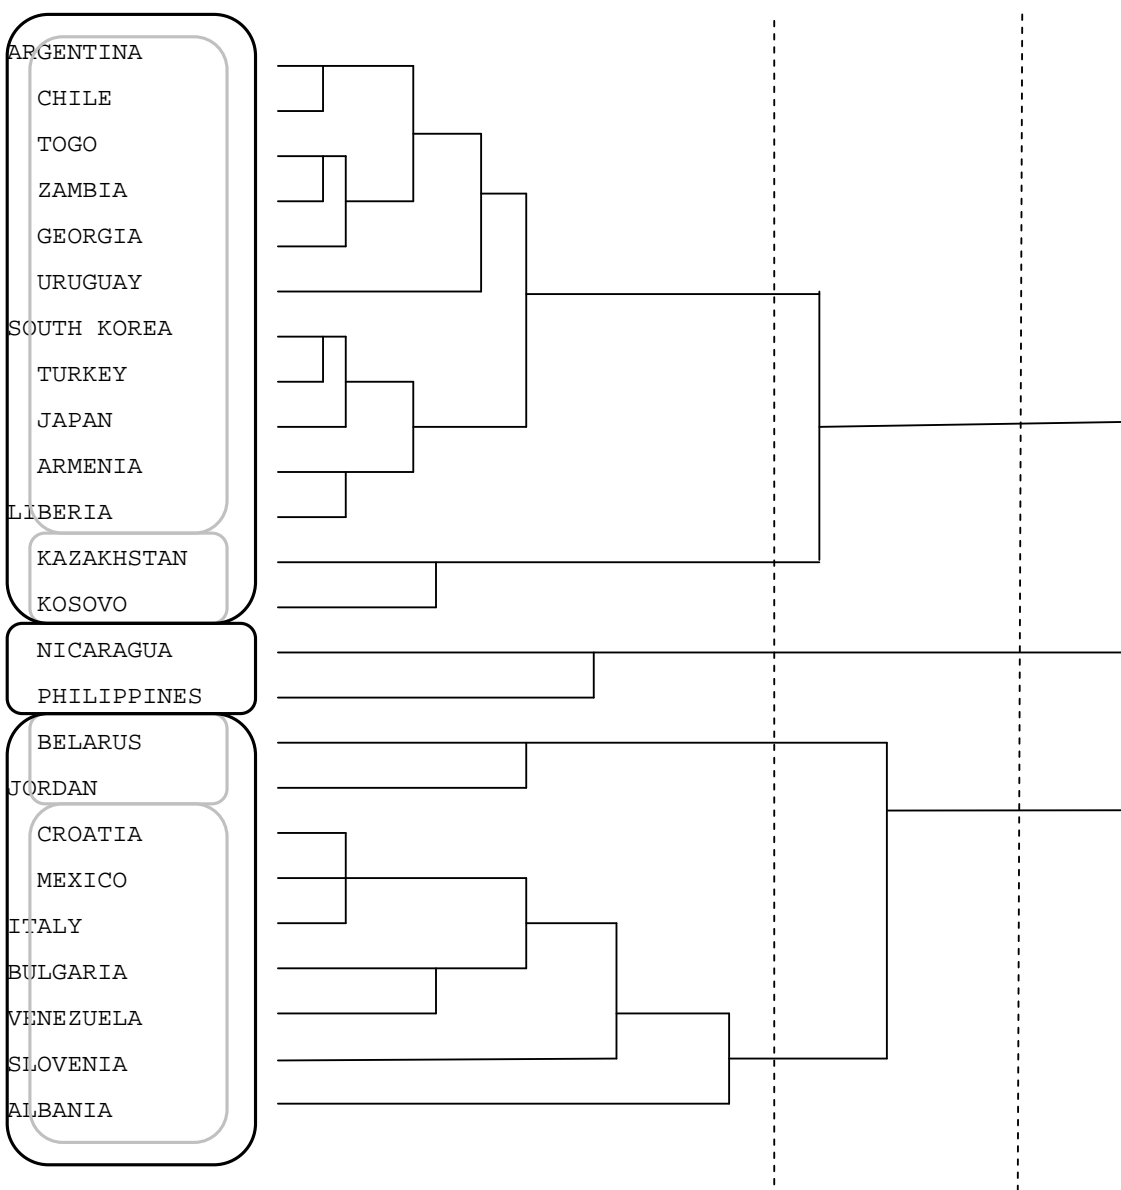 ARGENTINA
CHILE
TOGO
ZAMBIA
GEORGIA
URUGUAY
SOUTH KOREA
TURKEY
JAPAN
ARMENIA
LIBERIA
KAZAKHSTAN
KOSOVO
NICARAGUA
PHILIPPINES
BELARUS
JORDAN
CROATIA
MEXICO
ITALY
BULGARIA
VENEZUELA
SLOVENIA
ALBANIA